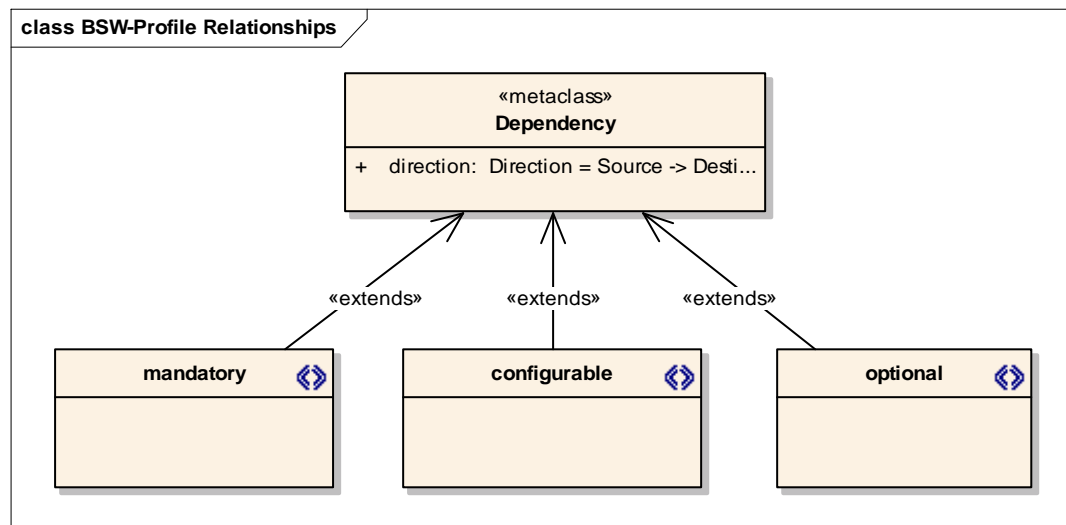 class BSW-Profile Relationships
«metaclass»
Dependency
+ direction: Direction = Source -> Desti...
«extends» «extends» «extends»
mandatory configurable optional